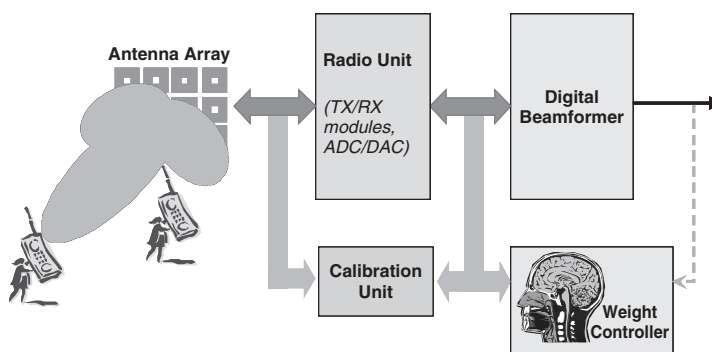 Antenna Array
Radio Unit
(TX/RX
modules,
ADC/DAC)
Digital
Beamformer
Calibration
Unit
Weight
Controller